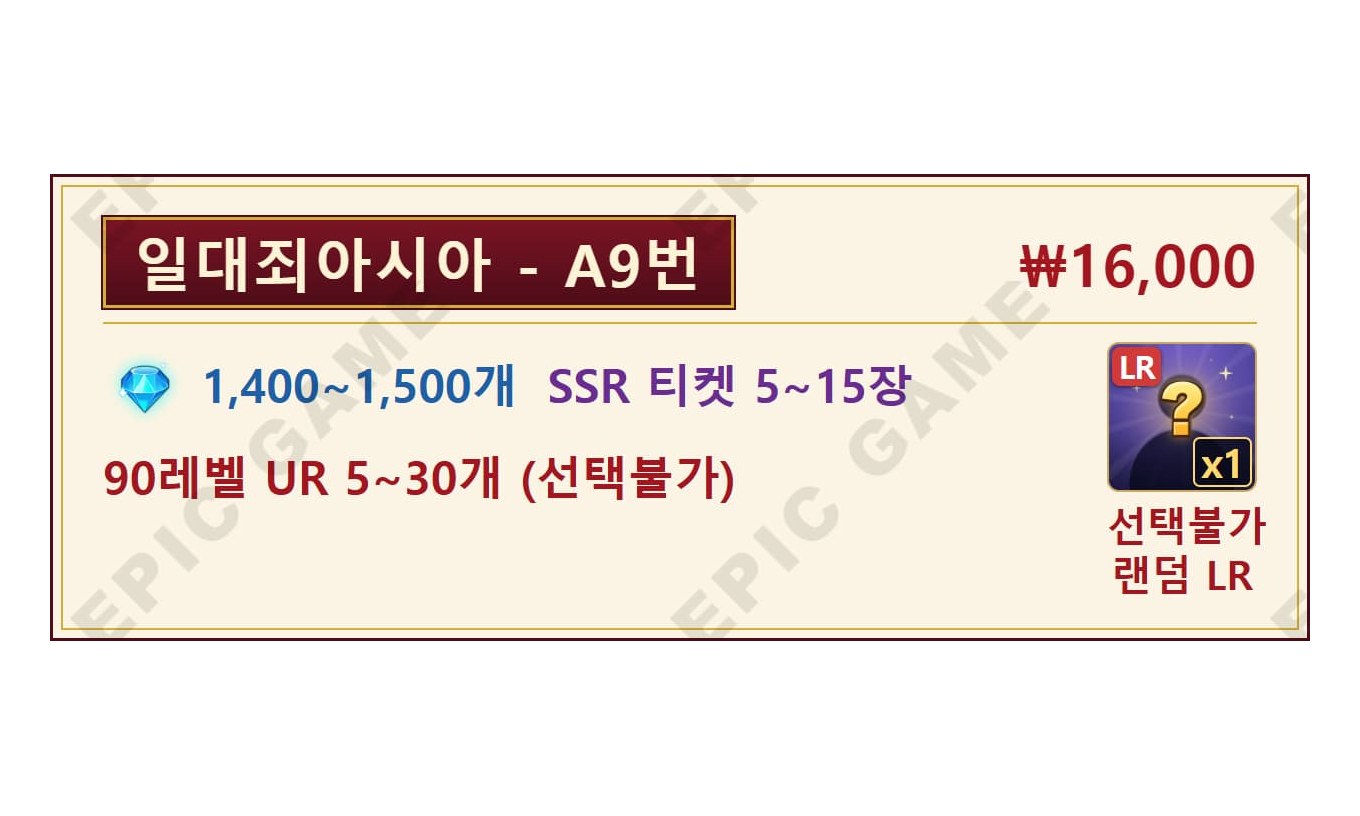 일대죄아시아 - A9번
₩16,000
1,400~1,500개 SSR 티켓 5~15장
90레벨 UR 5~30개 (선택불가)
LR
?
x1
선택불가
랜덤 LR
EPIC GAME
EPIC GAME